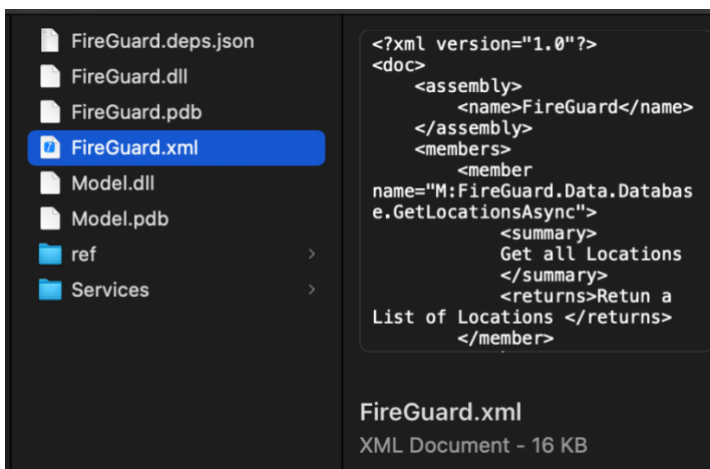 FireGuard.deps.json
FireGuard.dll
FireGuard.pdb
FireGuard.xml
Model.dll
Model.pdb
ref
Services
<?xml version="1.0"?>
<doc>
<assembly>
<name>FireGuard</name>
</assembly>
<members>
<member
name="M:FireGuard.Data.Databas
e.GetLocationsAsync">
<summary>
Get all Locations
</summary>
<returns>Retun a
List of Locations </returns>
</member>
FireGuard.xml
XML Document - 16 KB